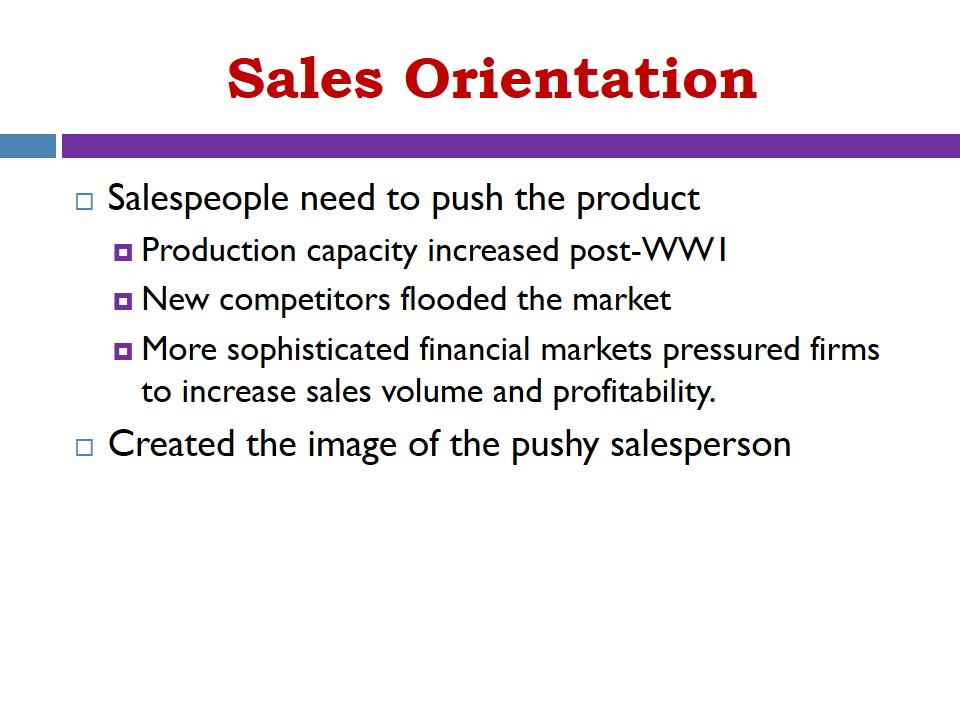 Sales Orientation
Salespeople need to push the product
Production capacity increased post-WW1
New competitors flooded the market
More sophisticated financial markets pressured firms
to increase sales volume and profitability.
Created the image of the pushy salesperson